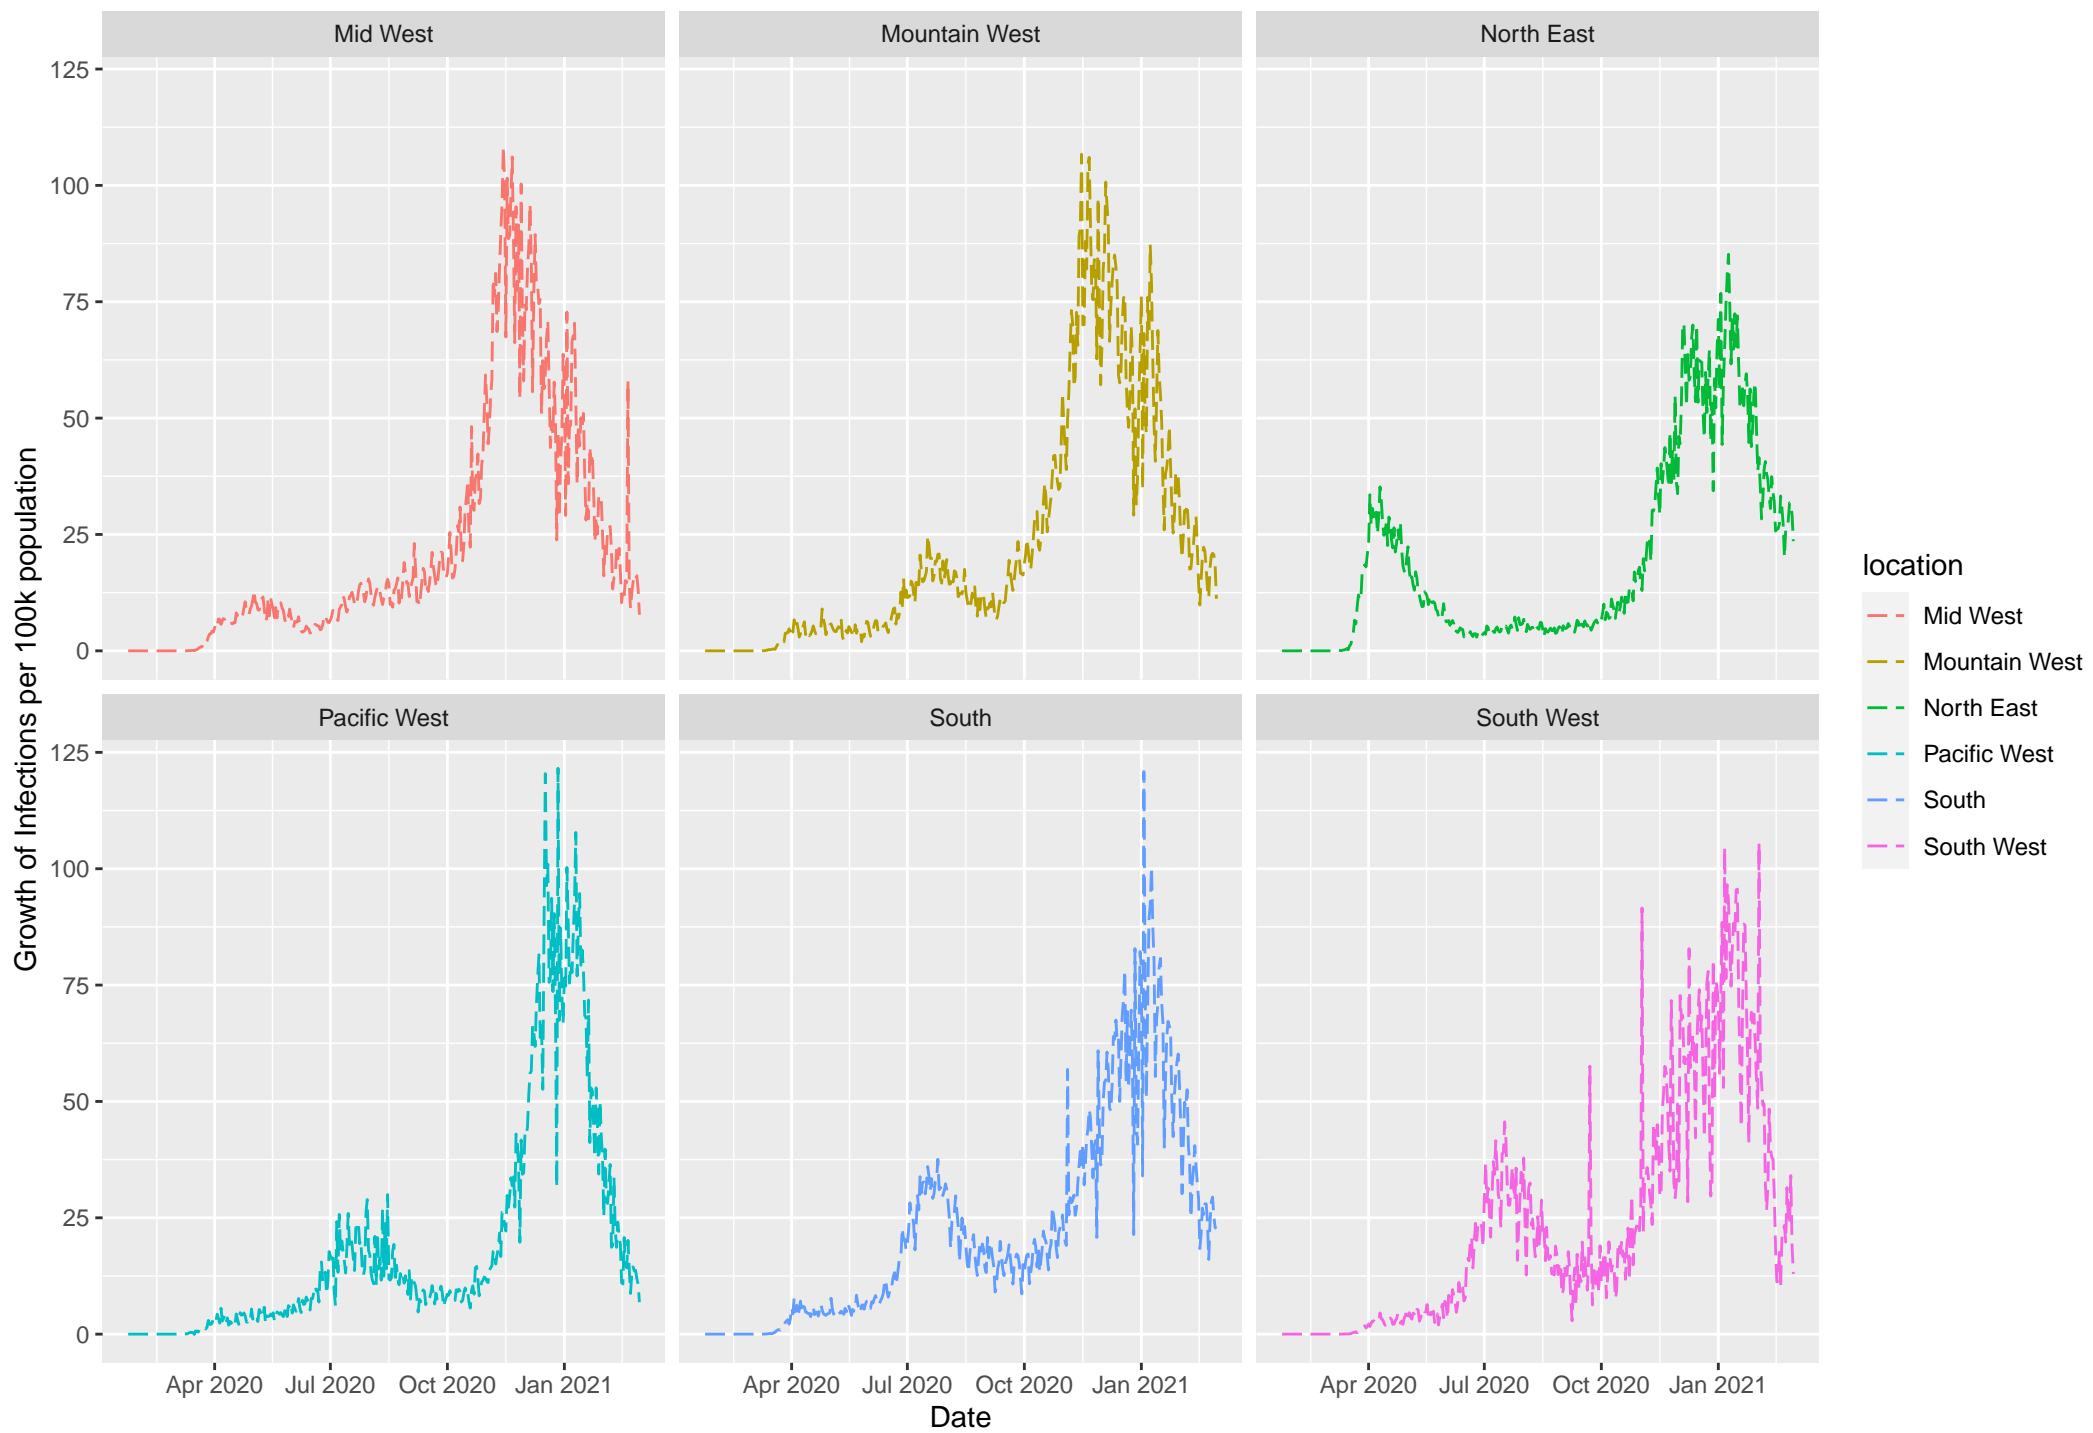 Mid West
Mountain West
North East
125
100
75
50
25
0
Pacific West
South
South West
125
100
75
50
25
0
Apr 2020 Jul 2020 Oct 2020 Jan 2021
Apr 2020 Jul 2020 Oct 2020 Jan 2021
Apr 2020 Jul 2020 Oct 2020 Jan 2021
Date
Growth of Infections per 100k population
location
Mid West
Mountain West
North East
Pacific West
South
South West